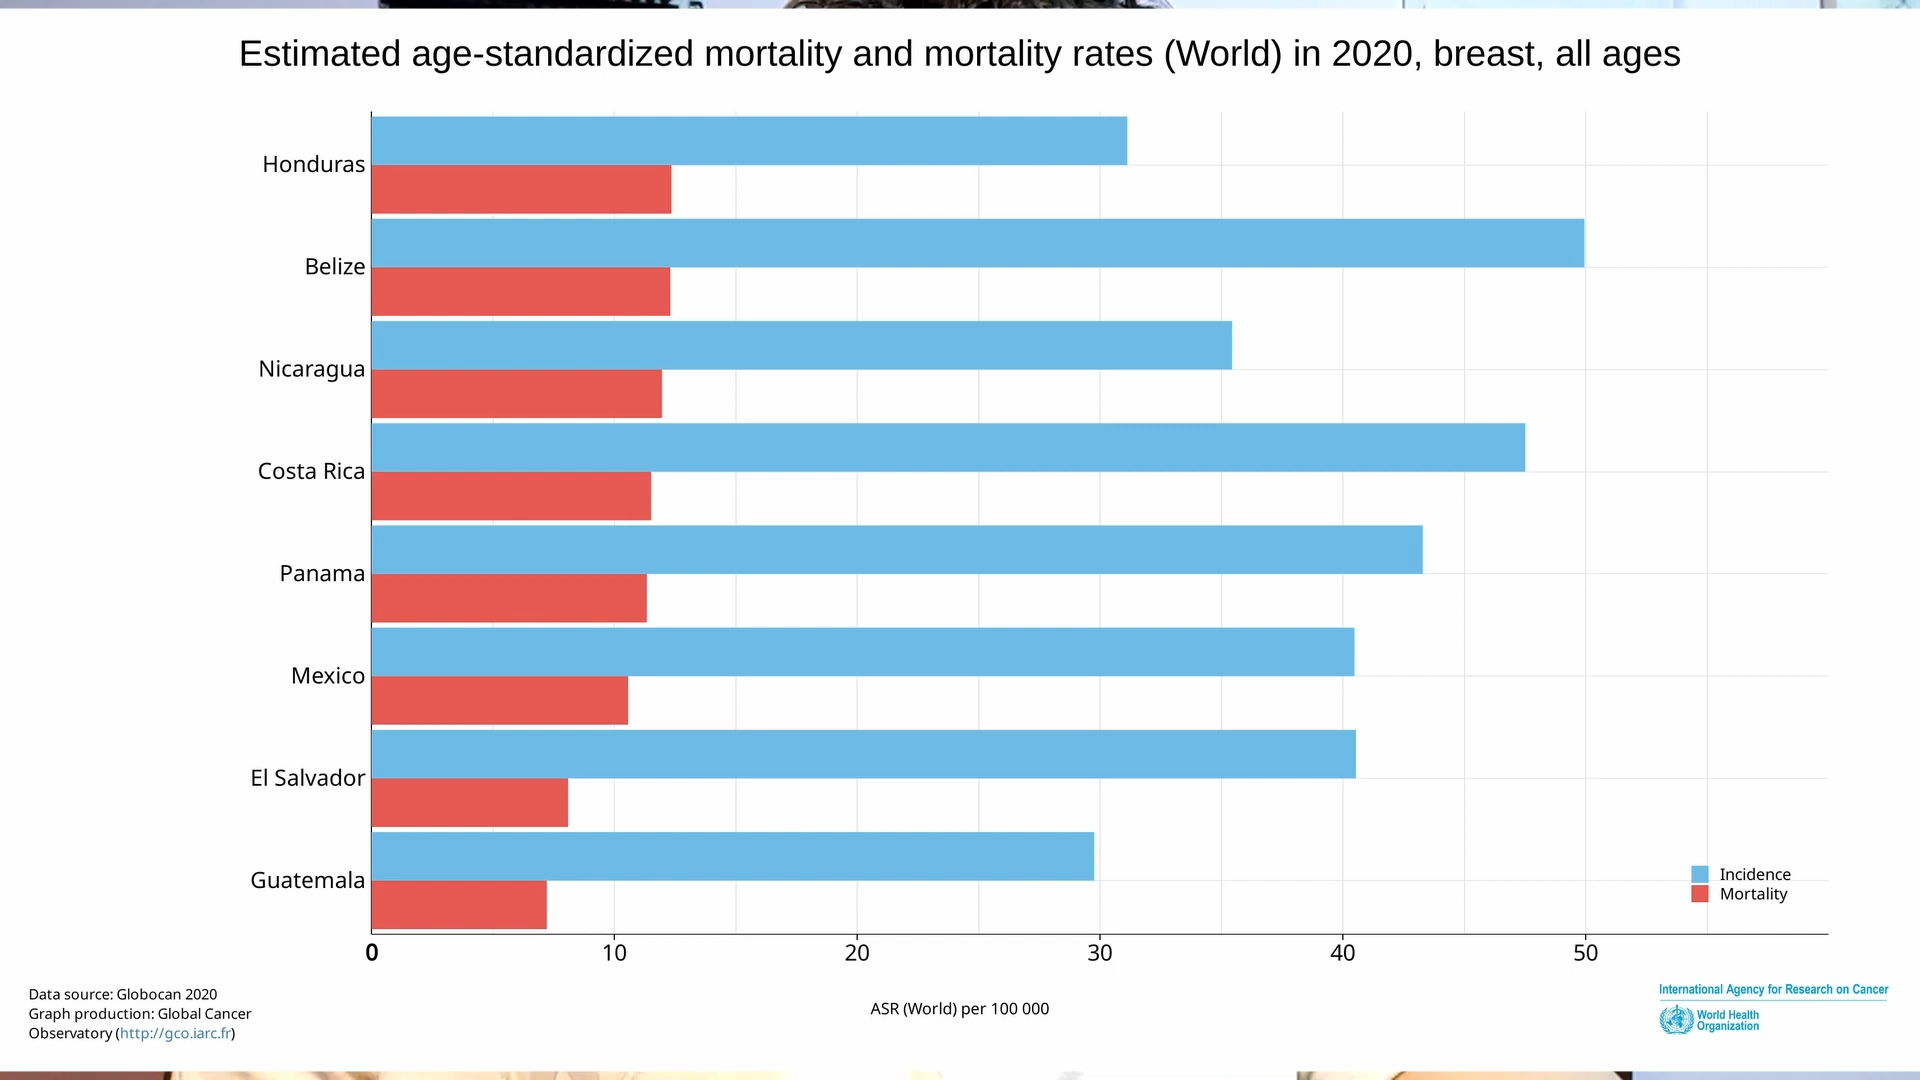 Estimated age-standardized mortality and mortality rates (World) in 2020, breast, all ages
Honduras
Belize
Nicaragua
Costa Rica
Panama
Mexico
El Salvador
Guatemala
Incidence
Mortality
0 10 20 30 40 50
ASR (World) per 100 000
Data source: Globocan 2020
Graph production: Global Cancer
Observatory (http://gco.iarc.fr)
International Agency for Research on Cancer
World Health
Organization